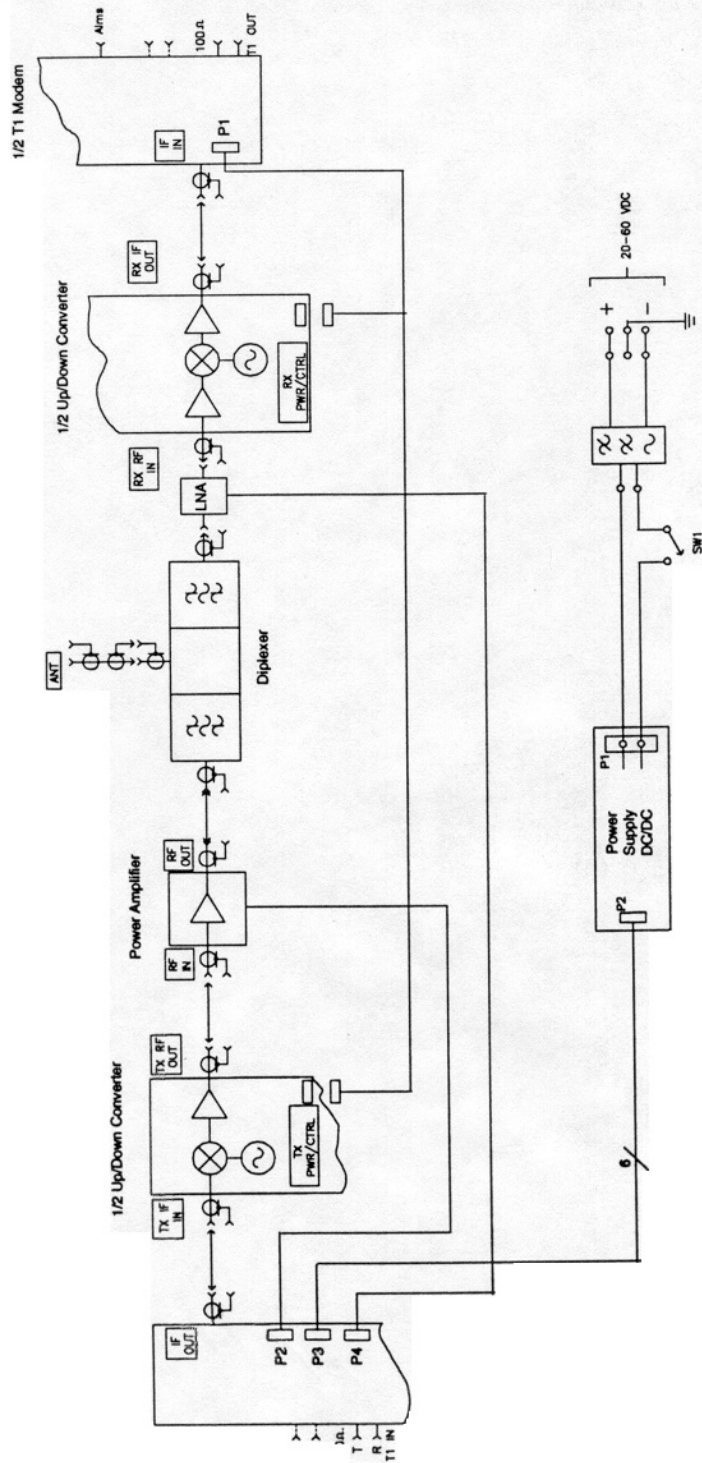 1/2 T1 Modem
Alms
100Ω
T1 OUT
IF
IN
P1
RX IF
OUT
1/2 Up/Down Converter
RX
PWR/CTRL
RX RF
IN
LNA
ANT
Diplexer
RF
OUT
Power Amplifier
RF
IN
TX RF
OUT
1/2 Up/Down Converter
TX
PWR/CTRL
TX IF
IN
IF
OUT
P2
P3
P4
T
R
T1 IN
20-60 VDC
+
-
SW1
P1
Power
Supply
DC/DC
P2
6